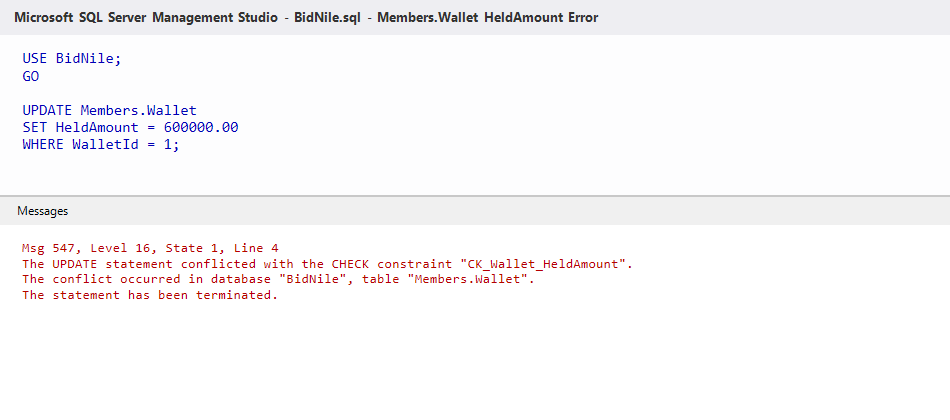 Microsoft SQL Server Management Studio - BidNile.sql - Members.Wallet HeldAmount Error
USE BidNile;
GO
UPDATE Members.Wallet
SET HeldAmount = 600000.00
WHERE WalletId = 1;
Messages
Msg 547, Level 16, State 1, Line 4
The UPDATE statement conflicted with the CHECK constraint "CK_Wallet_HeldAmount".
The conflict occurred in database "BidNile", table "Members.Wallet".
The statement has been terminated.